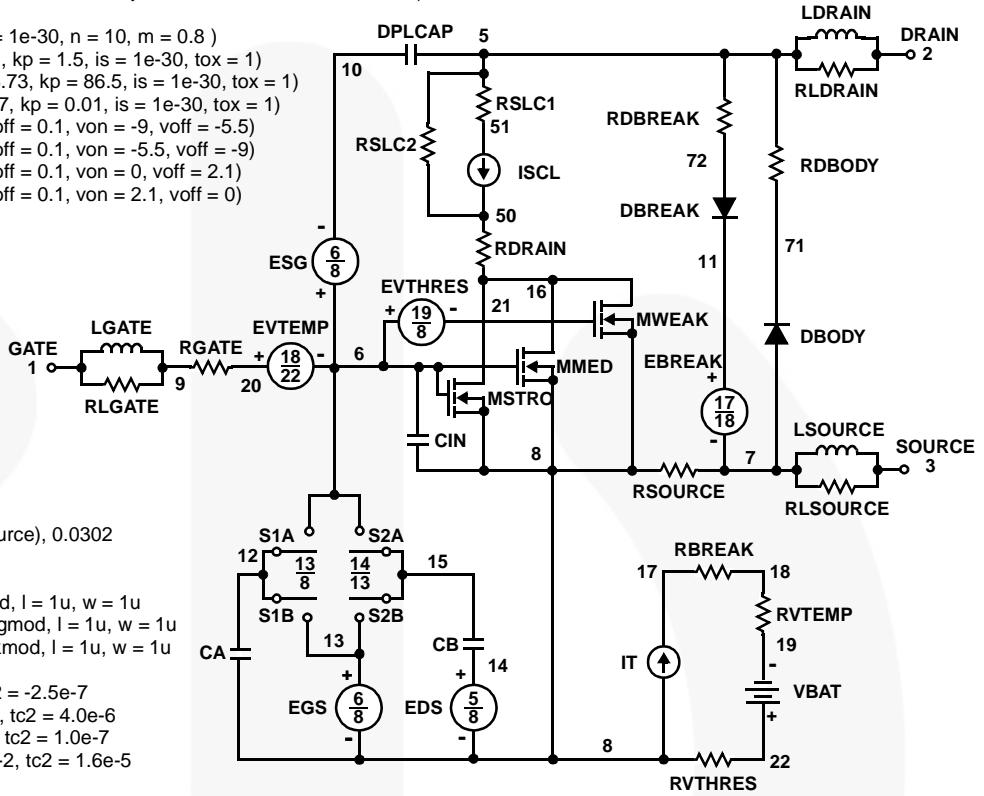 = 1e-30, n = 10, m = 0.8 )
, kp = 1.5, is = 1e-30, tox = 1)
.73, kp = 86.5, is = 1e-30, tox = 1)
7, kp = 0.01, is = 1e-30, tox = 1)
off = 0.1, von = -9, voff = -5.5)
off = 0.1, von = -5.5, voff = -9)
off = 0.1, von = 0, voff = 2.1)
off = 0.1, von = 2.1, voff = 0)
LDRAIN
DPLCAP 5 DRAIN
2
10
RLDRAIN
RSLC1
51
RDBREAK
RSLC2
72
RDBODY
ISCL
50
DBREAK
RDRAIN
71
ESG 6/8
11
EVTHRES
16
19/8
21
MWEAK
LGATE
EVTEMP
DBODY
GATE
1
RGATE
18/22
6
EBREAK
MMED
9
20
MSTRO
RLGATE
17/18
LSOURCE
CIN
8
7
SOURCE
3
RSOURCE
RLSOURCE
urce), 0.0302
S1A S2A
12
13/8
14/13
15
RBREAK
17
18
d, l = 1u, w = 1u
gmod, l = 1u, w = 1u
kmod, l = 1u, w = 1u
S1B S2B
RVTEMP
13
CB
19
CA
IT
14
2 = -2.5e-7
, tc2 = 4.0e-6
, tc2 = 1.0e-7
-2, tc2 = 1.6e-5
VBAT
EGS 6/8
EDS 5/8
8
22
RVTHRES